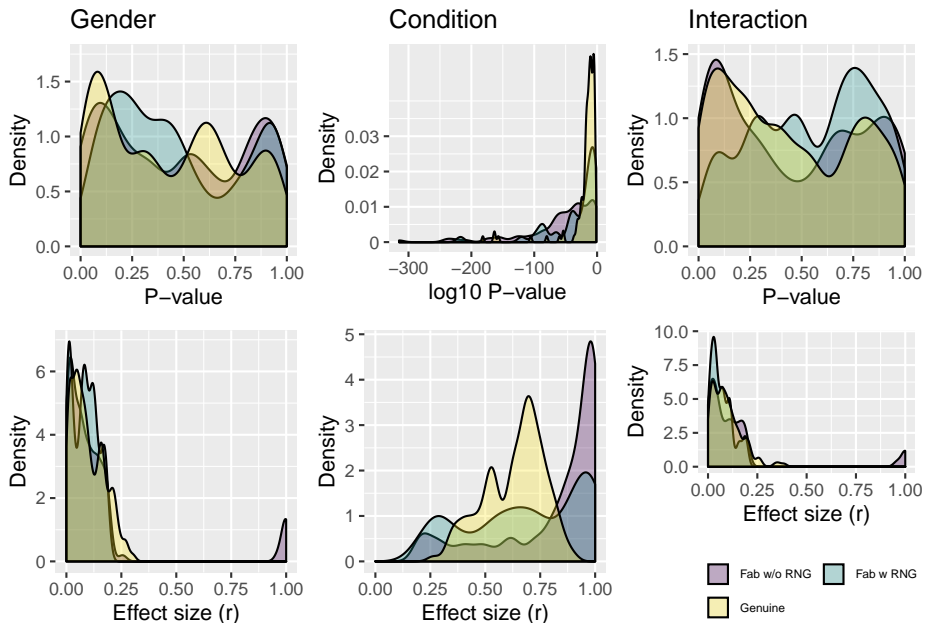 Gender
Condition
Interaction
Density
1.5
1.0
0.5
0.0
0.00 0.25 0.50 0.75 1.00
P−value
Density
0.03
0.02
0.01
0
−300 −200 −100 0
log10 P−value
Density
1.5
1.0
0.5
0.0
0.00 0.25 0.50 0.75 1.00
P−value
Density
6
4
2
0
0.00 0.25 0.50 0.75 1.00
Effect size (r)
Density
5
4
3
2
1
0
0.00 0.25 0.50 0.75 1.00
Effect size (r)
Density
10.0
7.5
5.0
2.5
0.0
0.00 0.25 0.50 0.75 1.00
Effect size (r)
Fab w/o RNG
Fab w RNG
Genuine